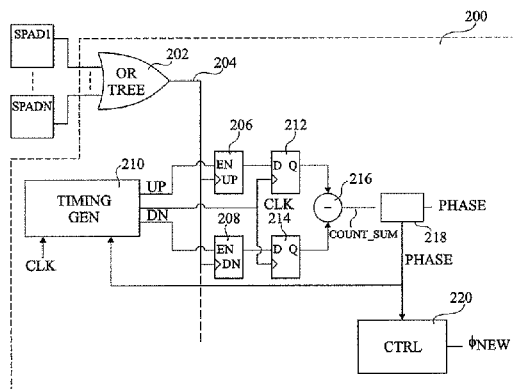 200
SPAD1
202
204
OR
TREE
SPADN
206
212
210
UP
EN
UP
D Q
216
TIMING
GEN
CLK
PHASE
DN
208
214
COUNT_SUM
218
EN
DN
D Q
PHASE
CLK
220
CTRL
ϕNEW